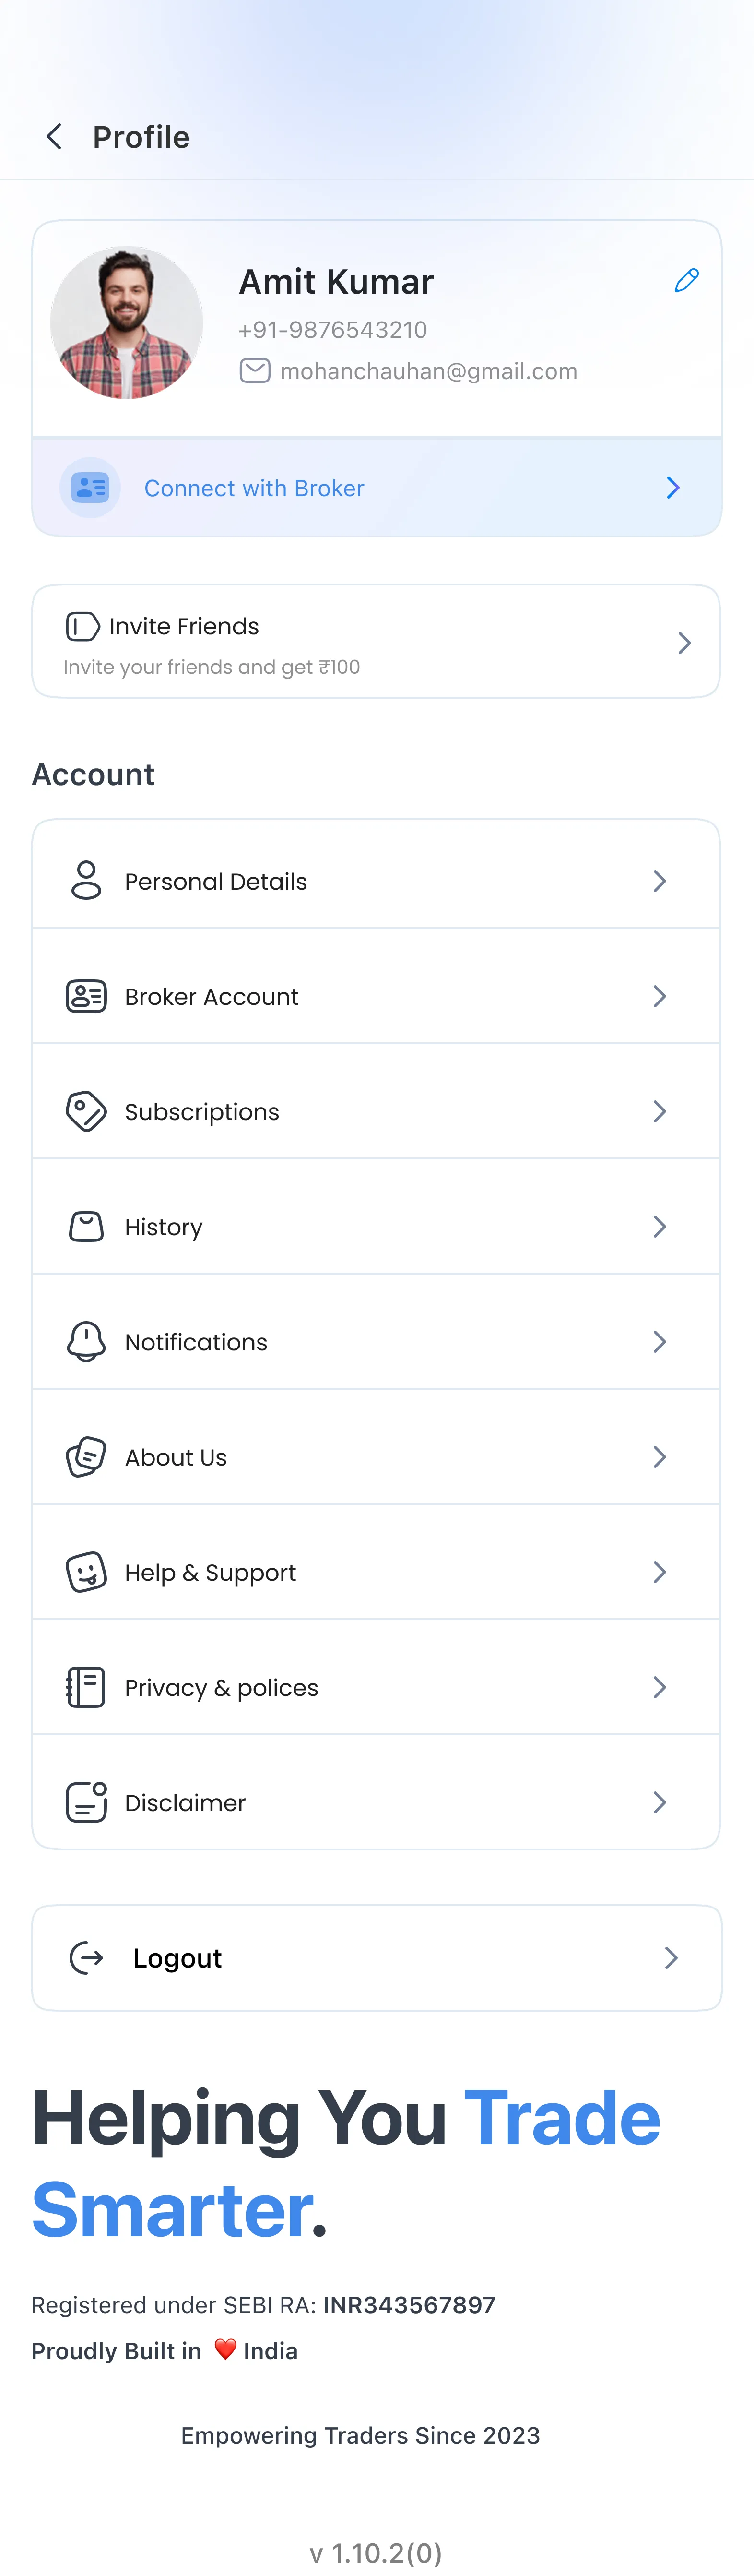 Profile
Amit Kumar
+91-9876543210
mohanchauhan@gmail.com
Connect with Broker
Invite Friends
Invite your friends and get ₹100
Account
Personal Details
Broker Account
Subscriptions
History
Notifications
About Us
Help & Support
Privacy & polices
Disclaimer
Logout
Helping You Trade
Smarter.
Registered under SEBI RA: INR343567897
Proudly Built in ❤️ India
Empowering Traders Since 2023
v 1.10.2(0)